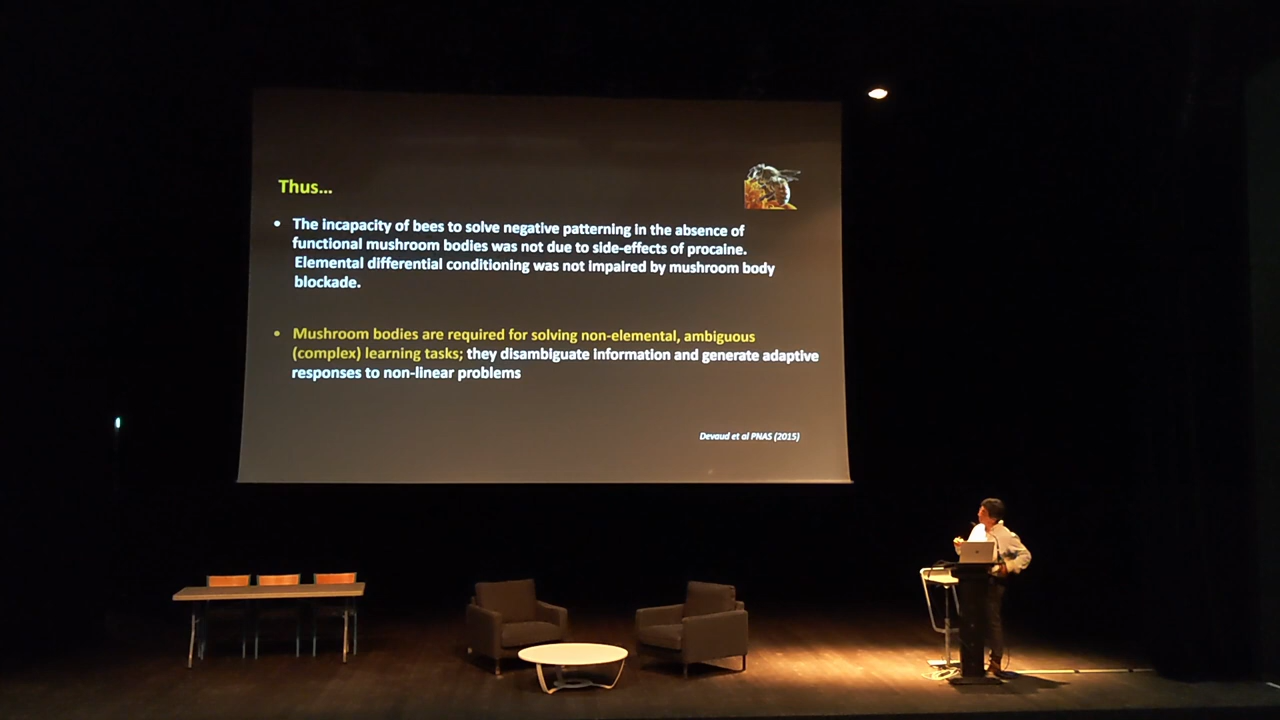 Thus...
• The incapacity of bees to solve negative patterning in the absence of
functional mushroom bodies was not due to side-effects of procaine.
Elemental differential conditioning was not impaired by mushroom body
blockade.
• Mushroom bodies are required for solving non-elemental, ambiguous
(complex) learning tasks; they disambiguate information and generate adaptive
responses to non-linear problems
Devaud et al PNAS (2015)